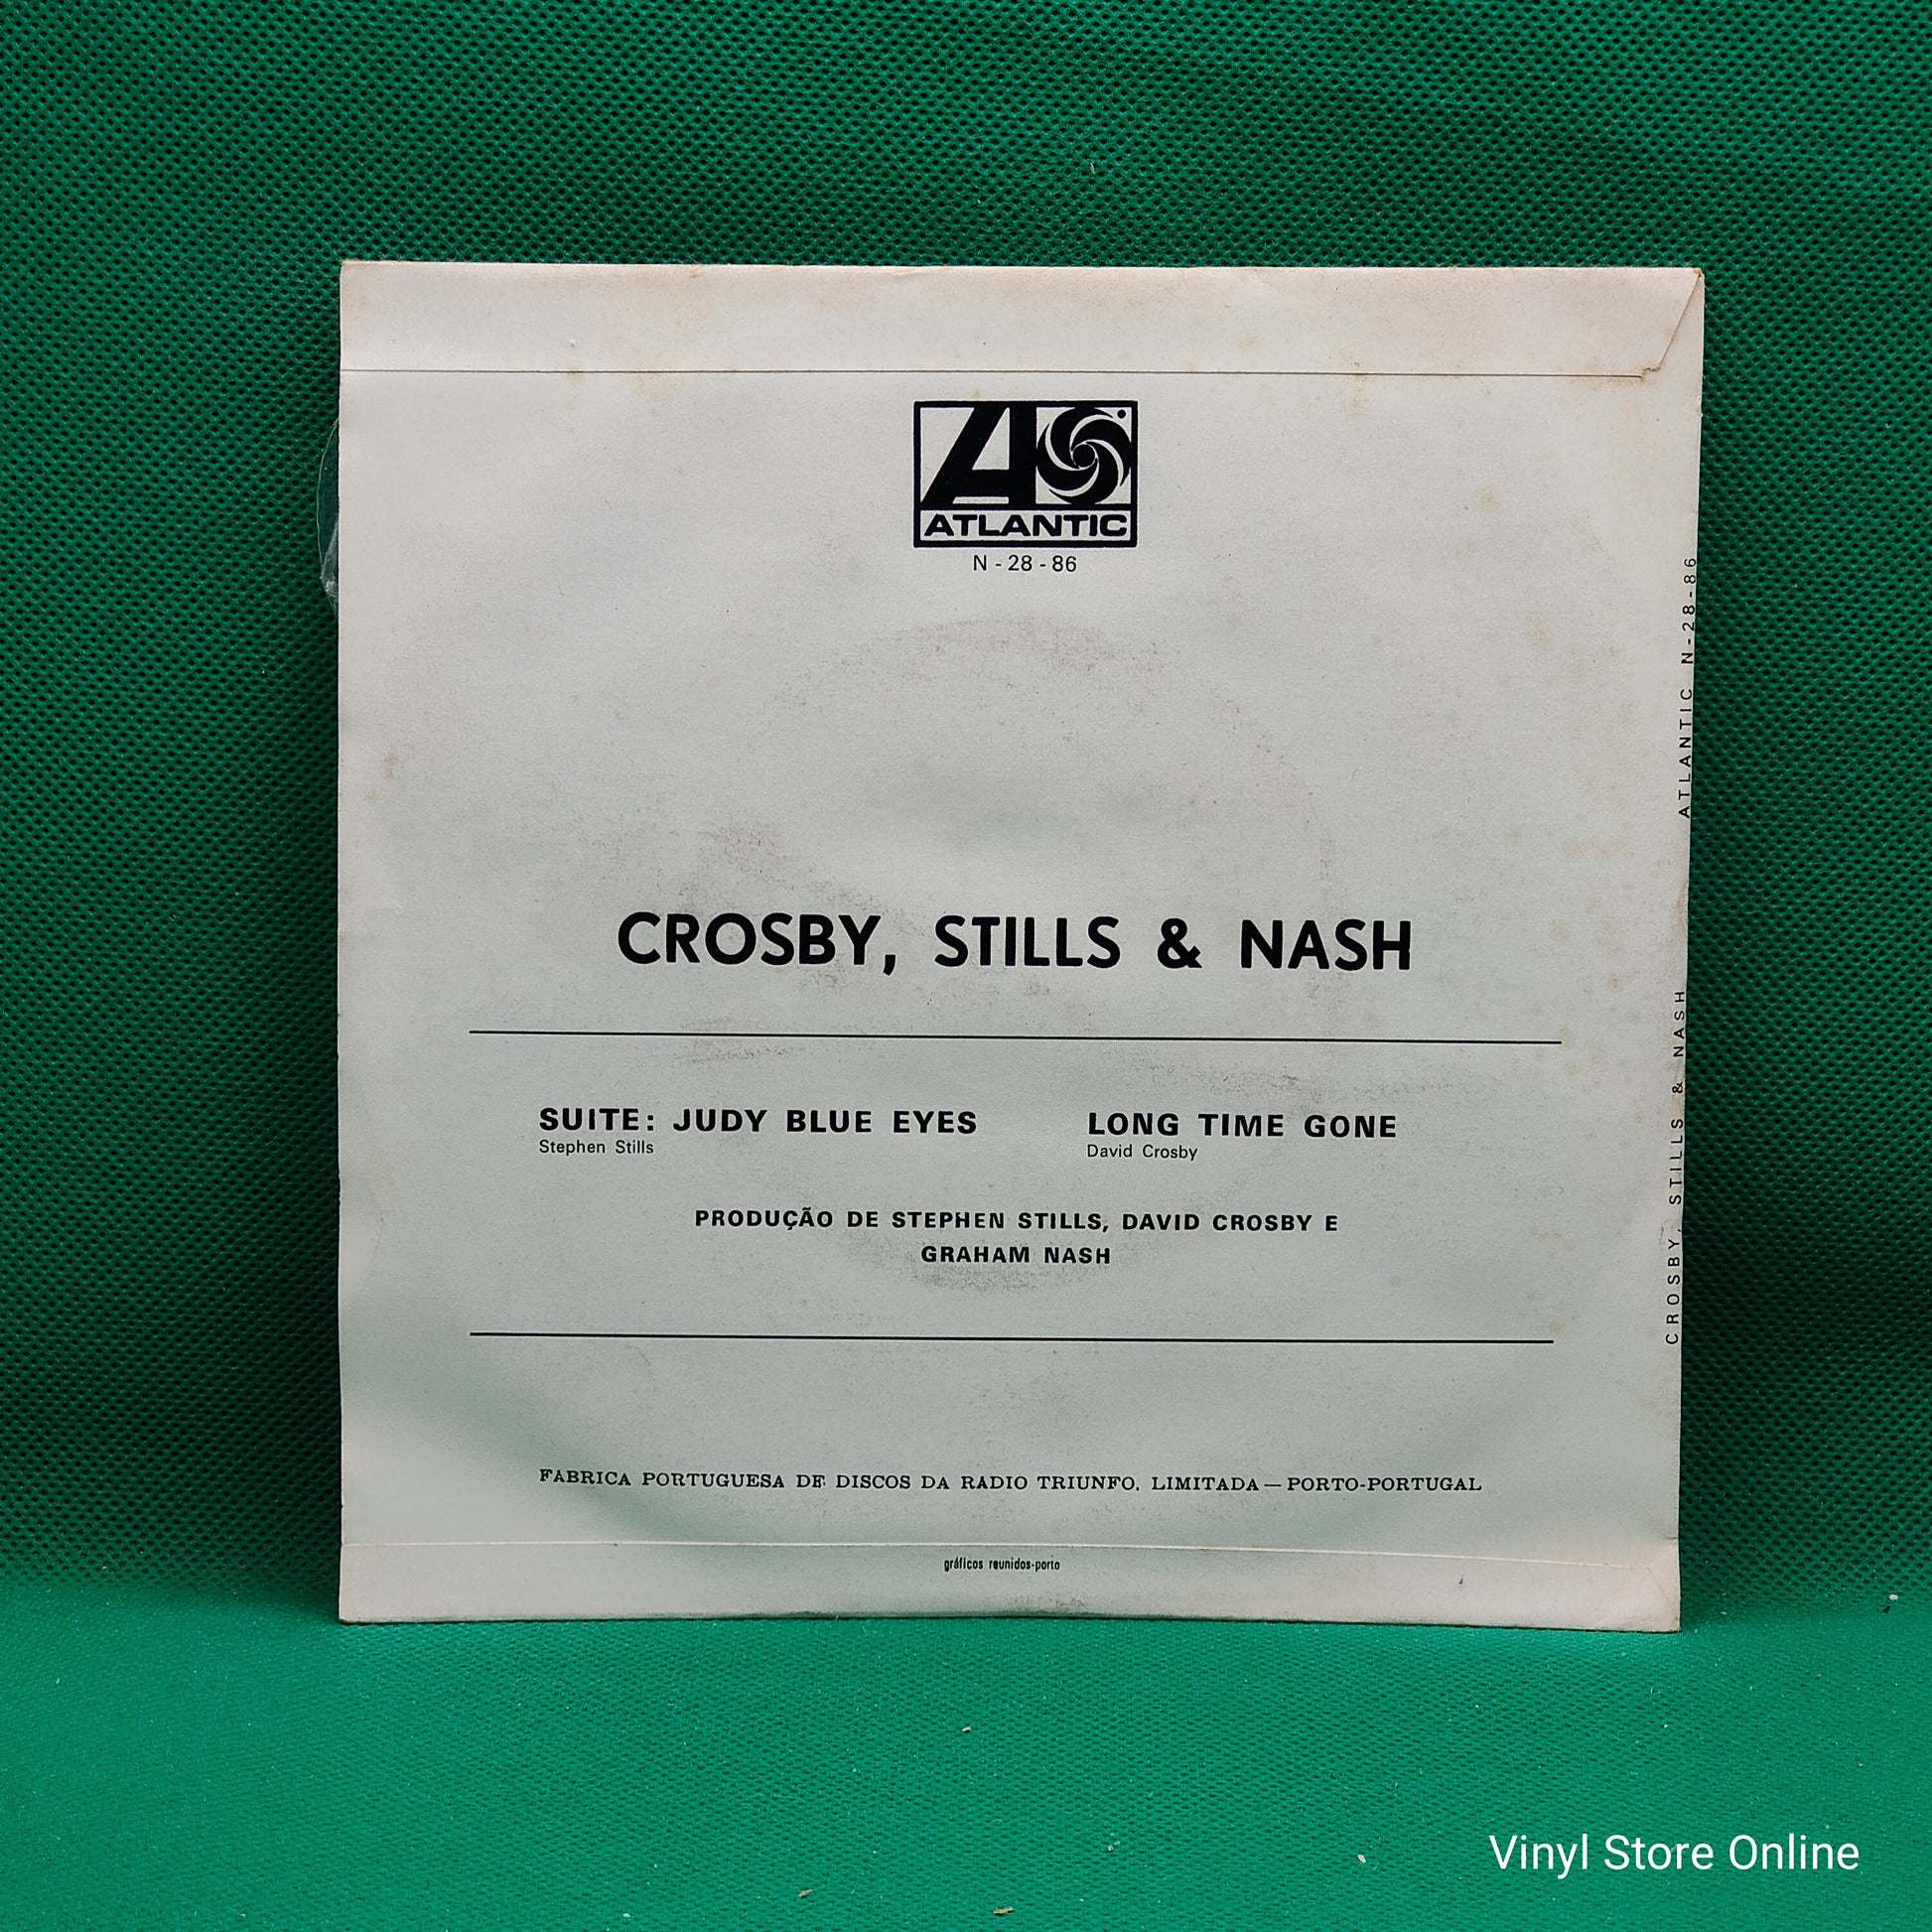 ATLANTIC
N-28-86
CROSBY, STILLS & NASH
SUITE: JUDY BLUE EYES
Stephen Stills
LONG TIME GONE
David Crosby
PRODUÇÃO DE STEPHEN STILLS, DAVID CROSBY E
GRAHAM NASH
FABRICA PORTUGUESA DE DISCOS DA RADIO TRIUNFO, LIMITADA — PORTO-PORTUGAL
gráficos reunidos-porto
CROSBY, STILLS & NASH ATLANTIC N-28-86
Vinyl Store Online